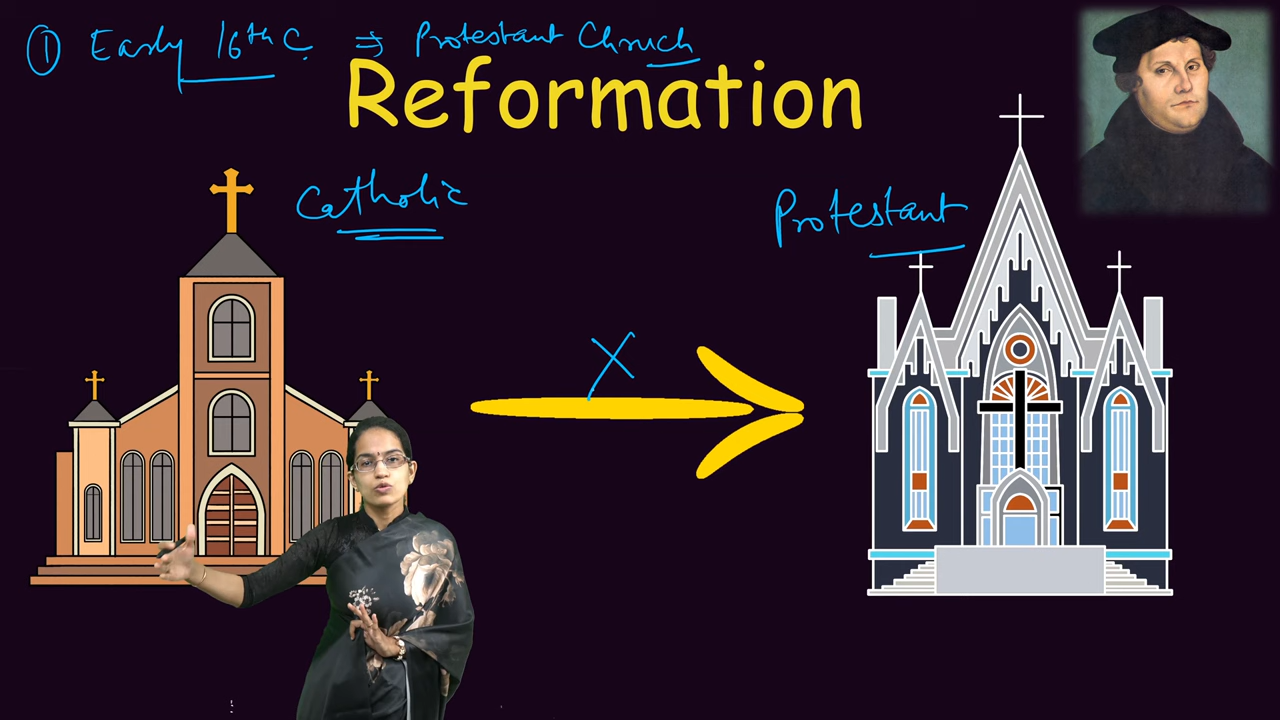 ① Early 16th C. ⇒ Protestant Chruch
Reformation
Catholic
Protestant
X